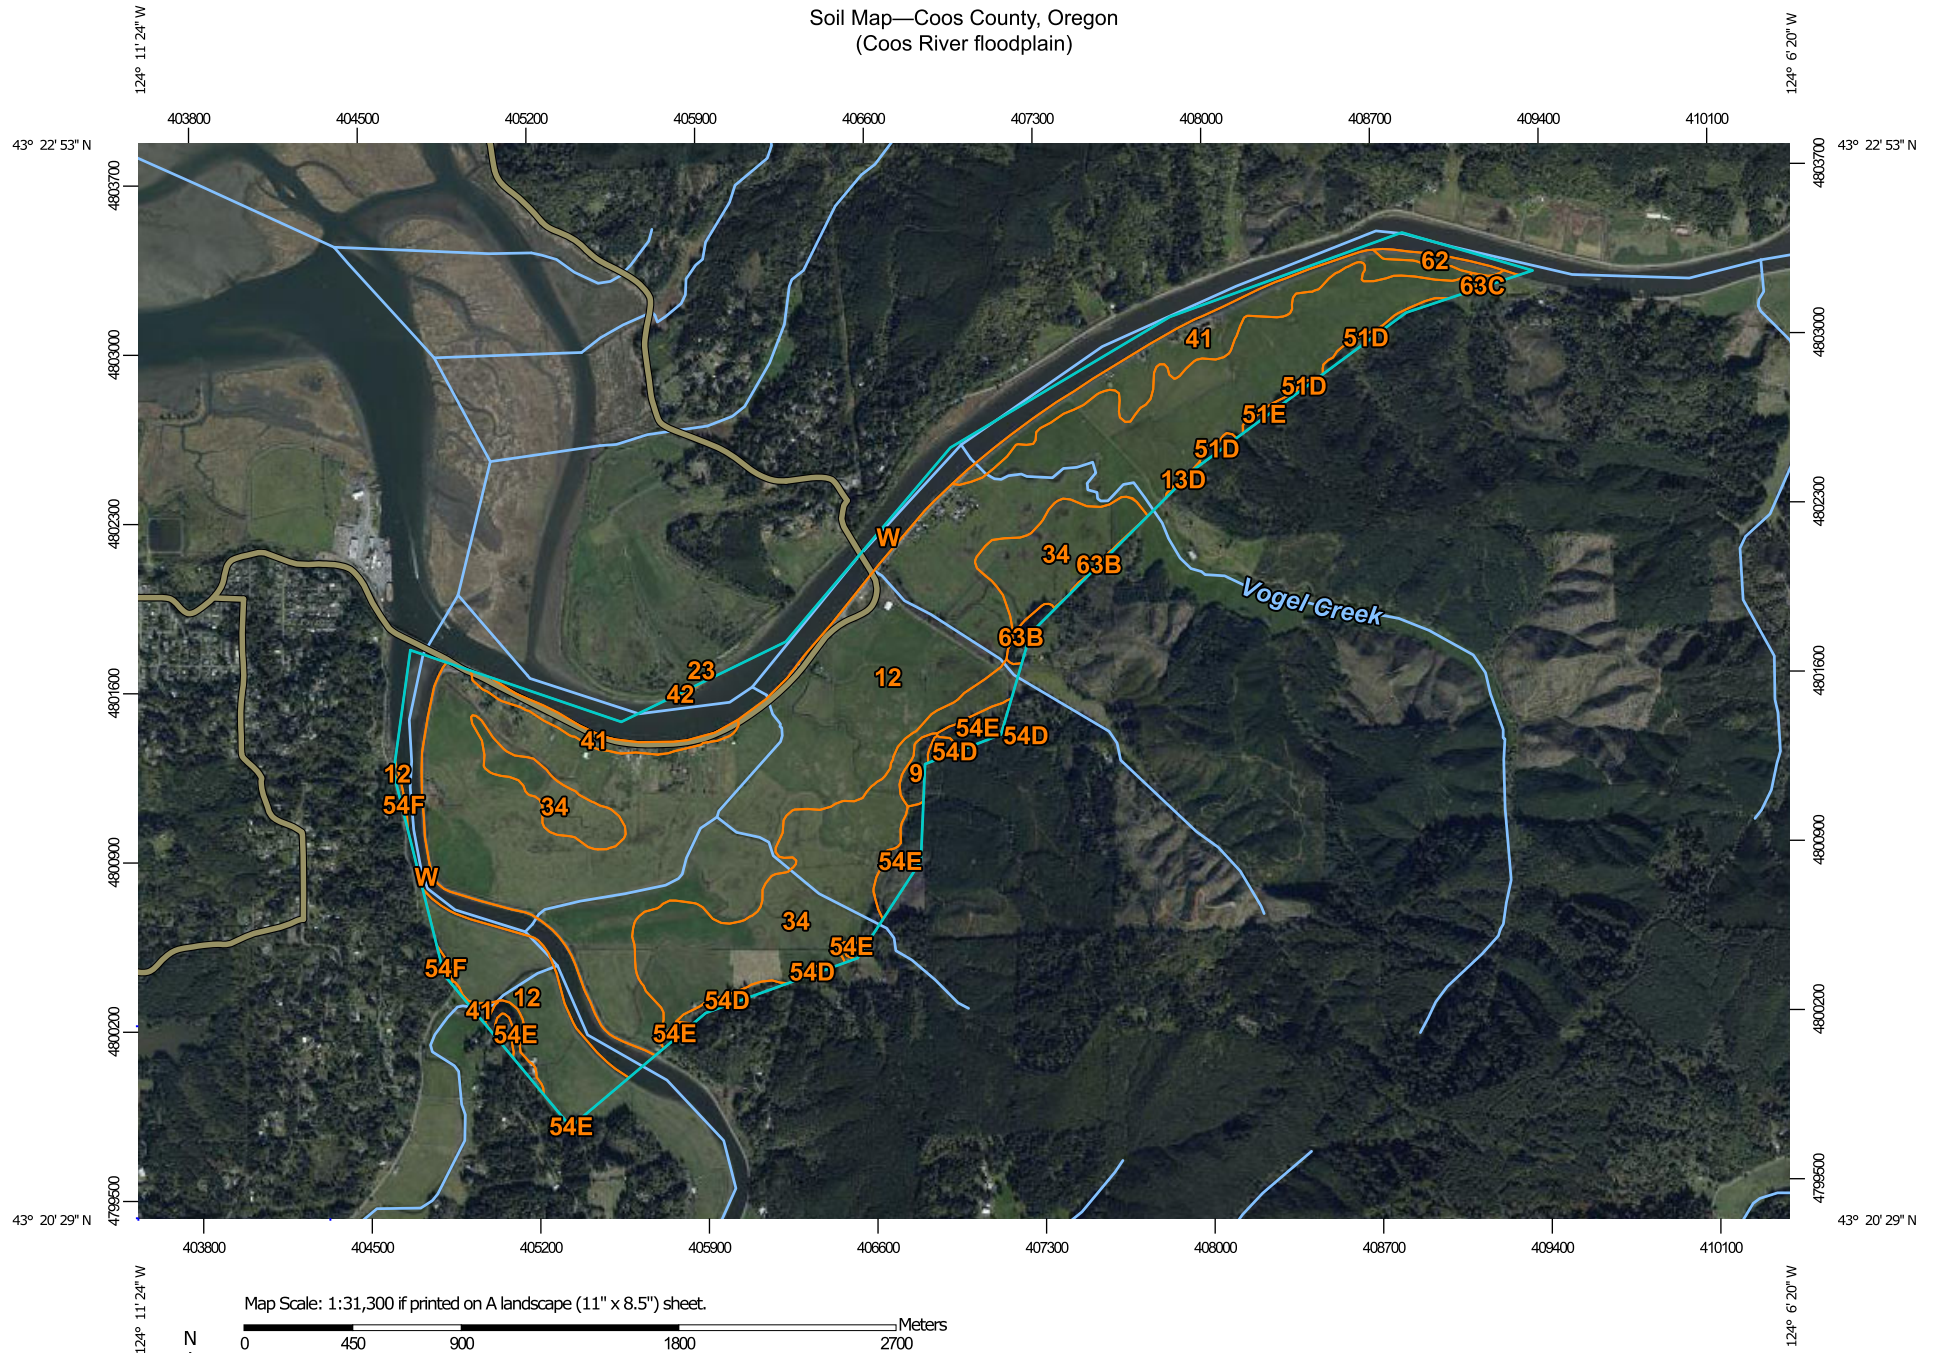 Soil Map—Coos County, Oregon
(Coos River floodplain)
124° 11' 24" W
124° 6' 20" W
403800 404500 405200 405900 406600 407300 408000 408700 409400 410100
43° 22' 53" N
43° 22' 53" N
4803700
4803700
62
63C
4803000
4803000
41
51D
51D
51E
51D
13D
4802300
4802300
W
34
63B
Vogel Creek
63B
4801600
4801600
23
12
42
54E
54D
41
54D
12
9
54F
34
4800900
4800900
54E
W
34
54E
54F
54D
12
54D
41
4800200
4800200
54E
54E
54E
4799500
4799500
43° 20' 29" N
43° 20' 29" N
403800 404500 405200 405900 406600 407300 408000 408700 409400 410100
124° 11' 24" W
124° 6' 20" W
Map Scale: 1:31,300 if printed on A landscape (11" x 8.5") sheet.
Meters
N
0 450 900 1800 2700